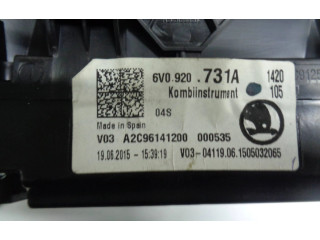 6V0.920 .731A 1420
Kombiinstrument 105
04S
Made in Spain
V03 A2C96141200 000535
19.06.2015 - 15:39:19 V03-04119.06.1505032065